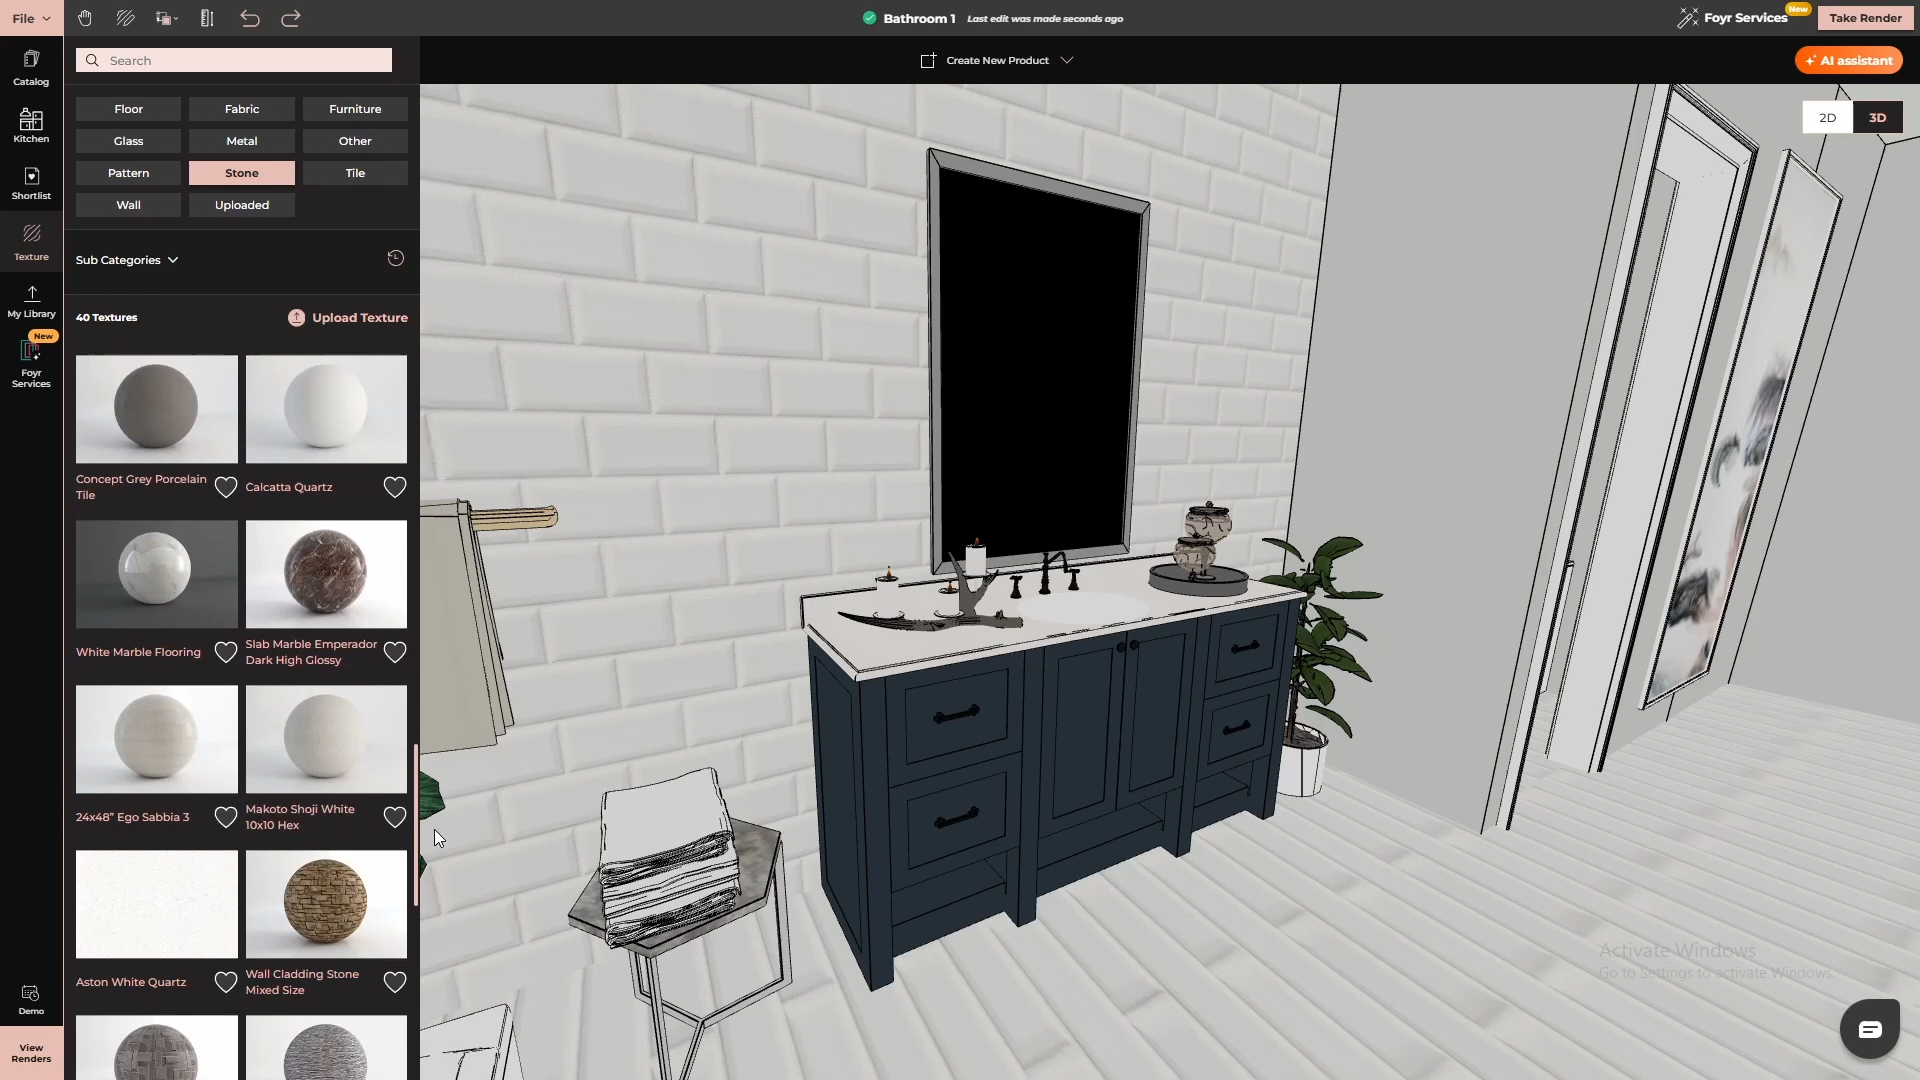 File
Bathroom 1
Last edit was made seconds ago
Foyr Services
New
Take Render
Catalog
Kitchen
Shortlist
Texture
My Library
New
Foyr
Services
Demo
View
Renders
Search
Create New Product
AI assistant
2D
3D
Floor
Fabric
Furniture
Glass
Metal
Other
Pattern
Stone
Tile
Wall
Uploaded
Sub Categories
40 Textures
Upload Texture
Concept Grey Porcelain
Tile
Calcatta Quartz
White Marble Flooring
Slab Marble Emperador
Dark High Glossy
24x48” Ego Sabbia 3
Makoto Shoji White
10x10 Hex
Aston White Quartz
Wall Cladding Stone
Mixed Size
Activate Windows
Go to Settings to activate Windows.